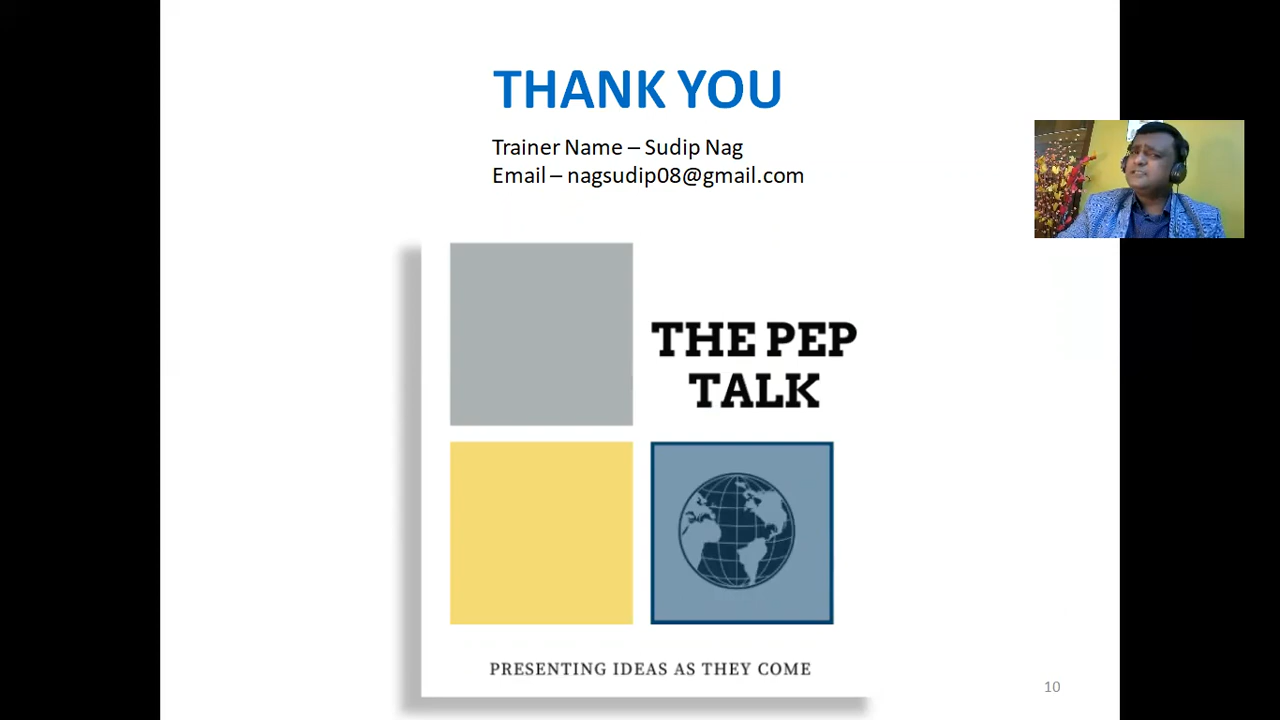 THANK YOU
Trainer Name – Sudip Nag
Email – nagsudip08@gmail.com
THE PEP
TALK
PRESENTING IDEAS AS THEY COME
10